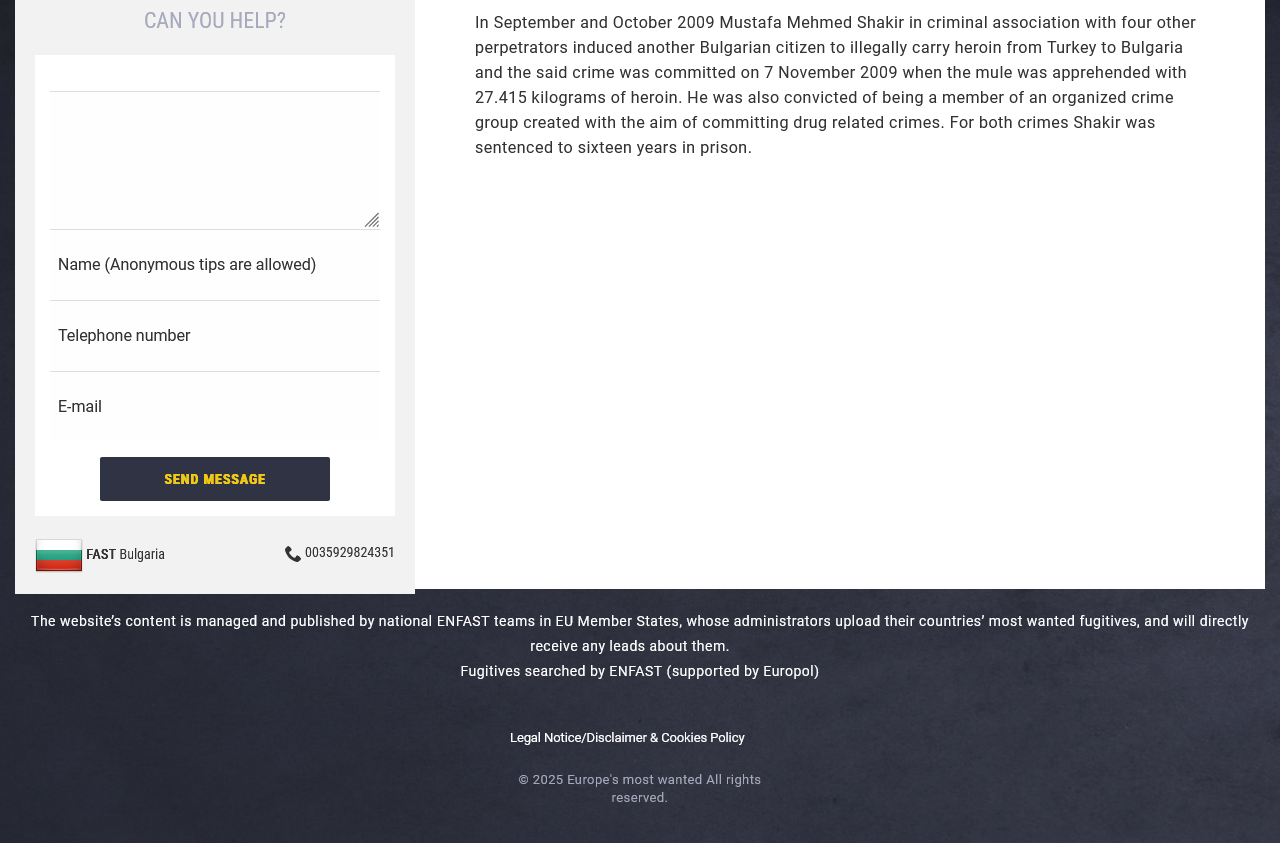 CAN YOU HELP?
Name (Anonymous tips are allowed)
Telephone number
E-mail
SEND MESSAGE
FAST Bulgaria
0035929824351
In September and October 2009 Mustafa Mehmed Shakir in criminal association with four other
perpetrators induced another Bulgarian citizen to illegally carry heroin from Turkey to Bulgaria
and the said crime was committed on 7 November 2009 when the mule was apprehended with
27.415 kilograms of heroin. He was also convicted of being a member of an organized crime
group created with the aim of committing drug related crimes. For both crimes Shakir was
sentenced to sixteen years in prison.
The website’s content is managed and published by national ENFAST teams in EU Member States, whose administrators upload their countries’ most wanted fugitives, and will directly
receive any leads about them.
Fugitives searched by ENFAST (supported by Europol)
Legal Notice/Disclaimer & Cookies Policy
© 2025 Europe's most wanted All rights
reserved.